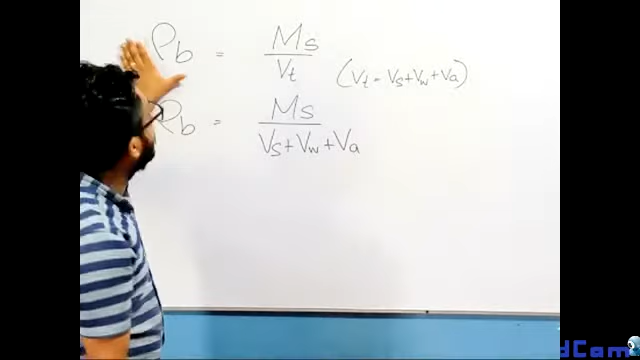 ρb = Ms / Vt (Vt = Vs + Vw + Va)
ρb = Ms / Vs + Vw + Va
dCam